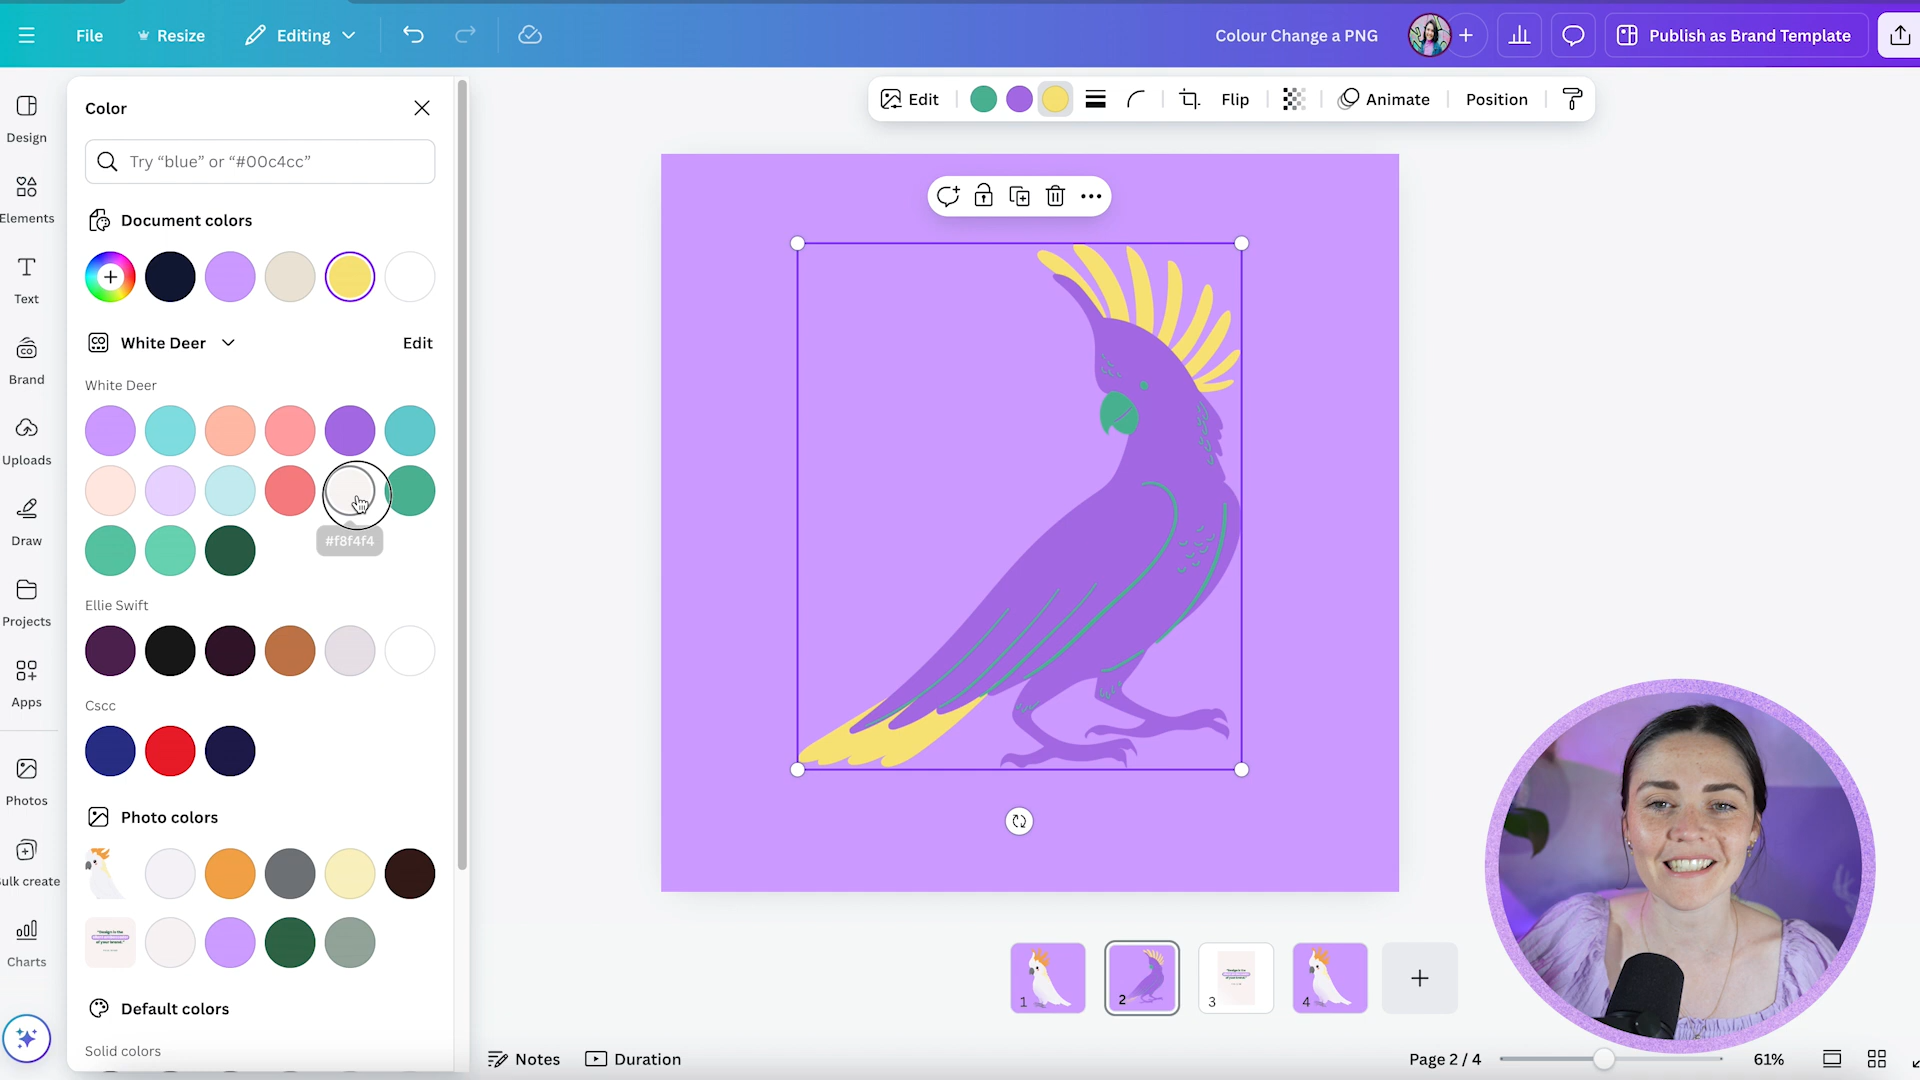 File
Resize
Editing
Colour Change a PNG
Publish as Brand Template
Design
Elements
Text
Brand
Uploads
Draw
Projects
Apps
Photos
ulk create
Charts
Color
Try “blue” or “#00c4cc”
Document colors
White Deer
Edit
White Deer
#f8f4f4
Ellie Swift
Cscc
Photo colors
Default colors
Solid colors
Edit
Flip
Animate
Position
1
2
3
4
Notes
Duration
Page 2 / 4
61%